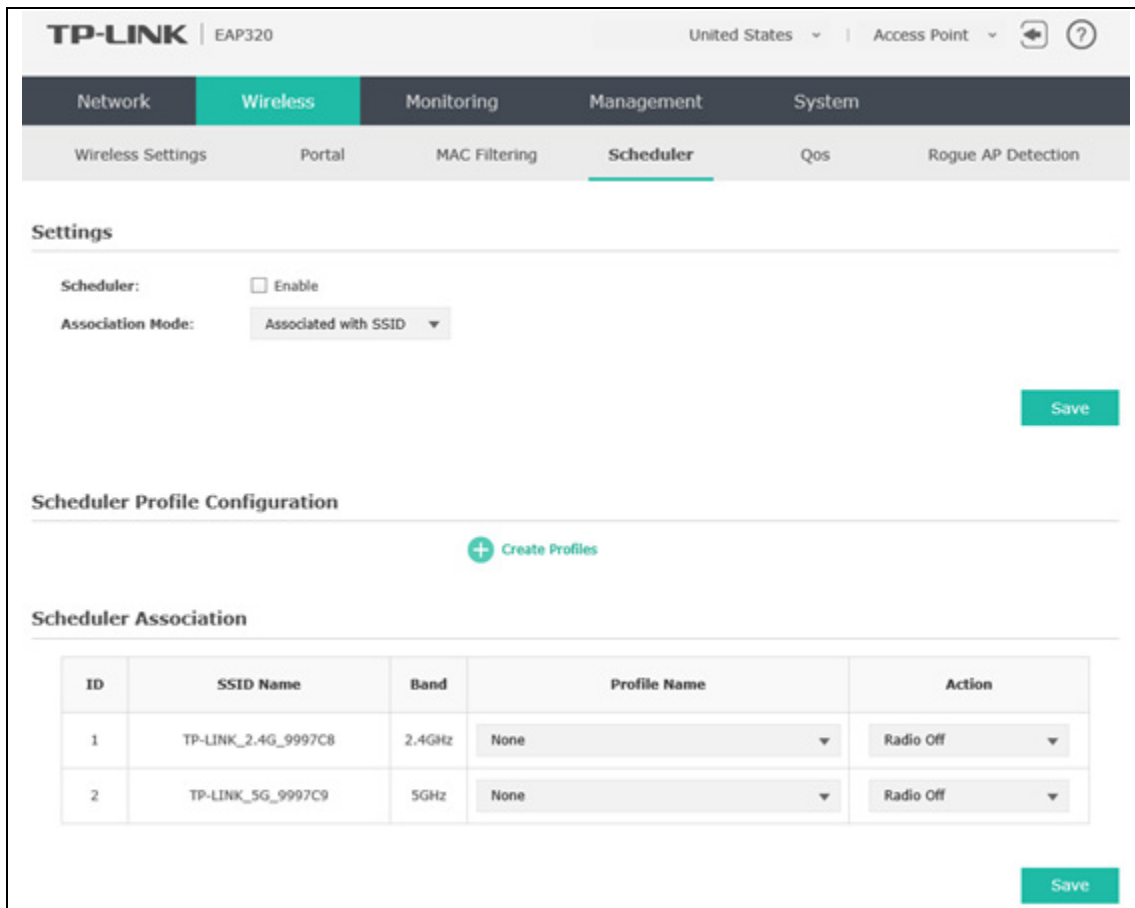 TP-LINK | EAP320 United States | Access Point ?
Network Wireless Monitoring Management System
Wireless Settings Portal MAC Filtering Scheduler Qos Rogue AP Detection
Settings
Scheduler: Enable
Association Mode: Associated with SSID
Save
Scheduler Profile Configuration
Create Profiles
Scheduler Association
ID SSID Name Band Profile Name Action
1 TP-LINK_2.4G_9997C8 2.4GHz None Radio Off
2 TP-LINK_5G_9997C9 5GHz None Radio Off
Save